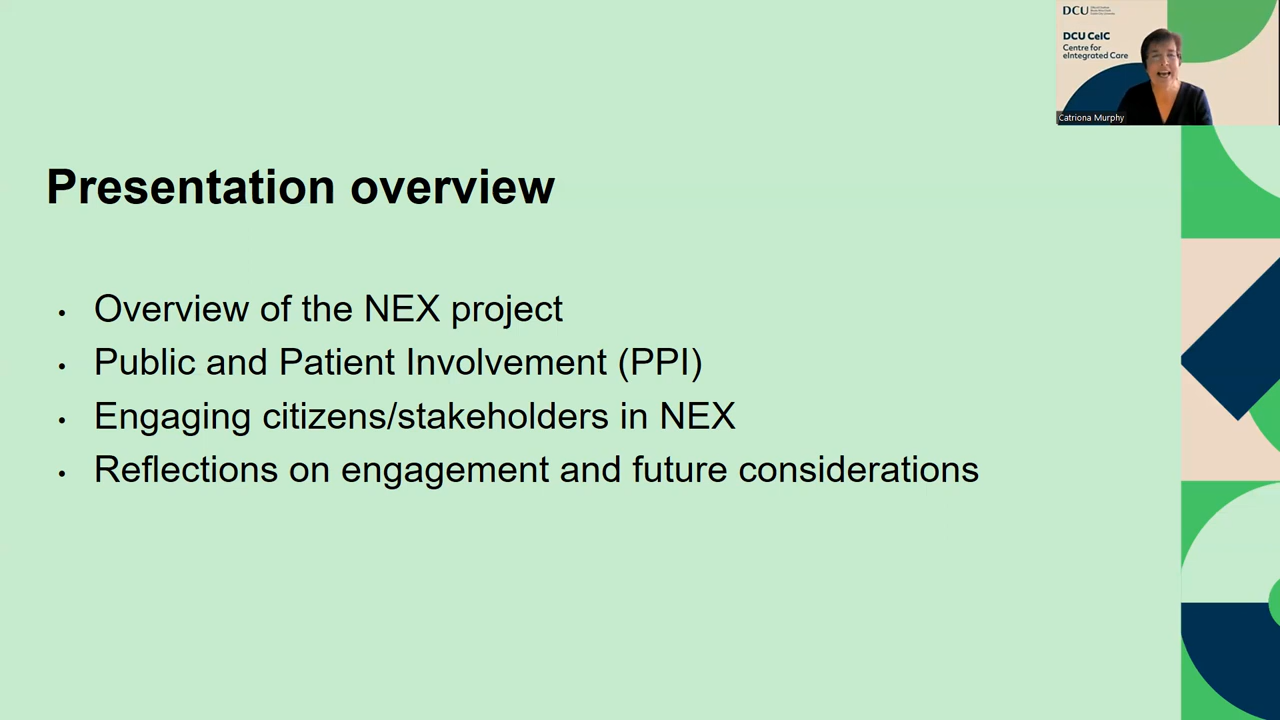 DCU
DCU CeIC
Centre for
eIntegrated Care
Catriona Murphy
Presentation overview
• Overview of the NEX project
• Public and Patient Involvement (PPI)
• Engaging citizens/stakeholders in NEX
• Reflections on engagement and future considerations